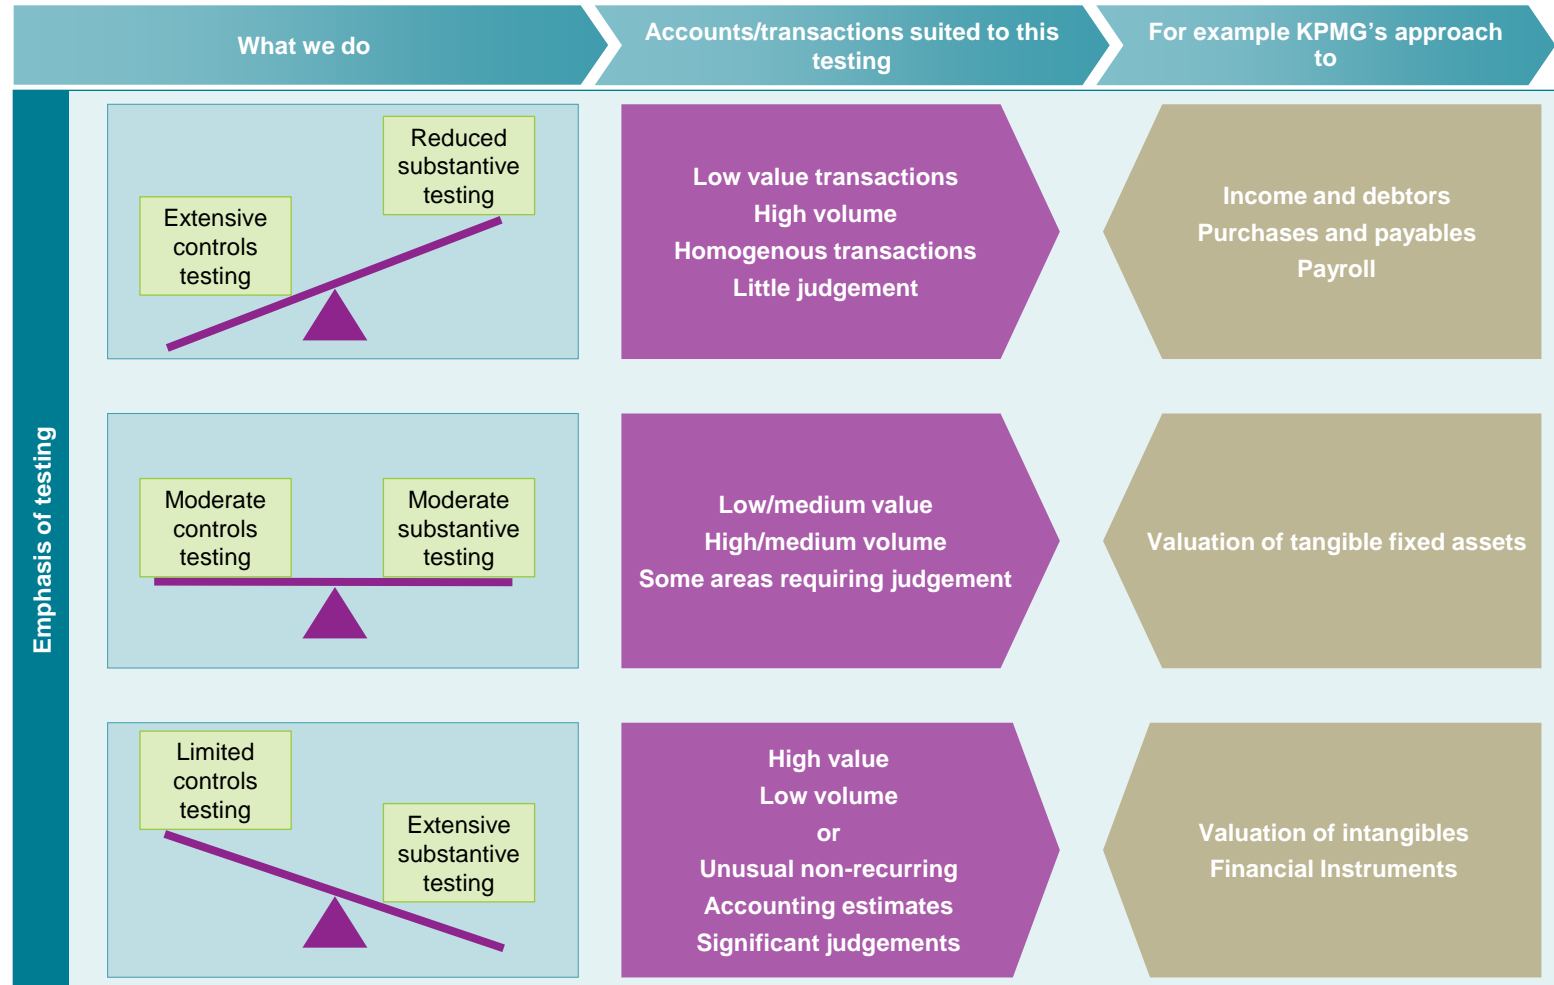 What we do
Accounts/transactions suited to this
testing
For example KPMG's approach
to
Emphasis of testing
Extensive
controls
testing
Reduced
substantive
testing
Low value transactions
High volume
Homogenous transactions
Little judgement
Income and debtors
Purchases and payables
Payroll
Moderate
controls
testing
Moderate
substantive
testing
Low/medium value
High/medium volume
Some areas requiring judgement
Valuation of tangible fixed assets
Limited
controls
testing
Extensive
substantive
testing
High value
Low volume
or
Unusual non-recurring
Accounting estimates
Significant judgements
Valuation of intangibles
Financial Instruments